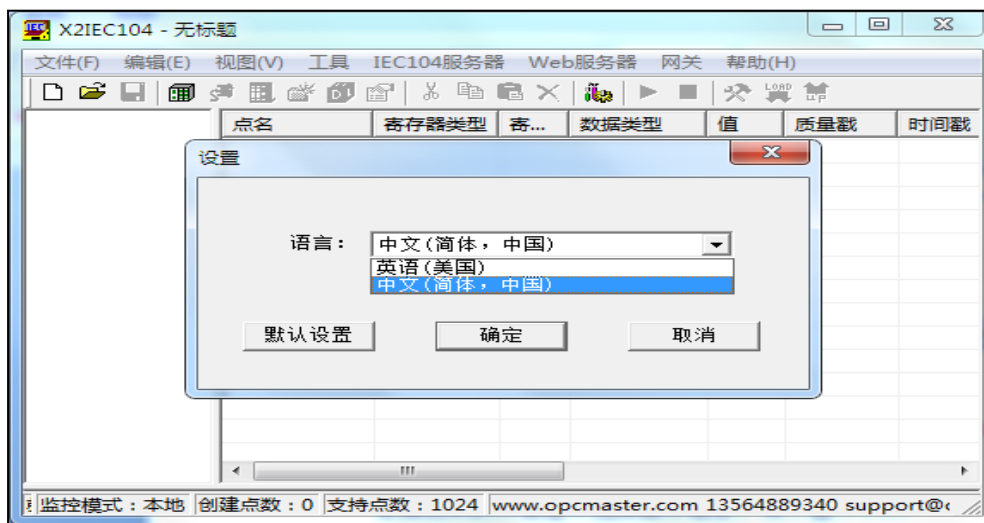 X2IEC104 - 无标题
文件(F) 编辑(E) 视图(V) 工具 IEC104服务器 Web服务器 网关 帮助(H)
点名 寄存器类型 寄... 数据类型 值 质量戳 时间戳
设置
语言： 中文(简体，中国)
英语(美国)
中文(简体，中国)
默认设置 确定 取消
监控模式：本地 创建点数：0 支持点数：1024 www.opcmaster.com 13564889340 support@